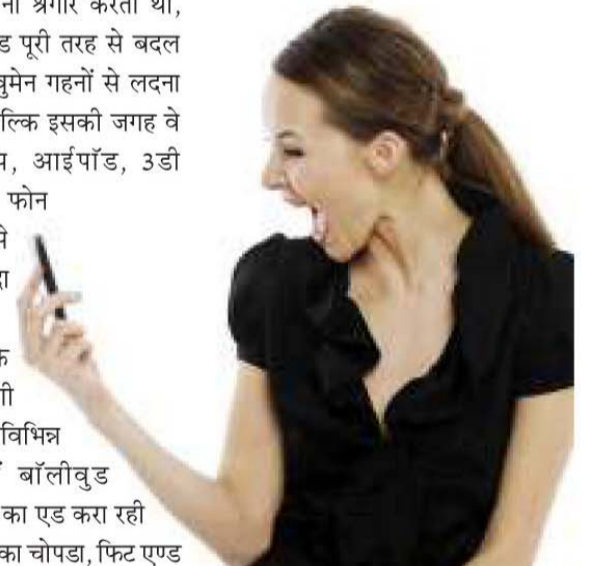 श्रृंगार करती थी,
पूरी तरह से बदल
वुमेन गहनों से लदना
इसकी जगह वे
आईपॉड, 3डी
फोन
विभिन्न
बॉलीवुड
का एड करा रही
चोपडा, फिट एण्ड